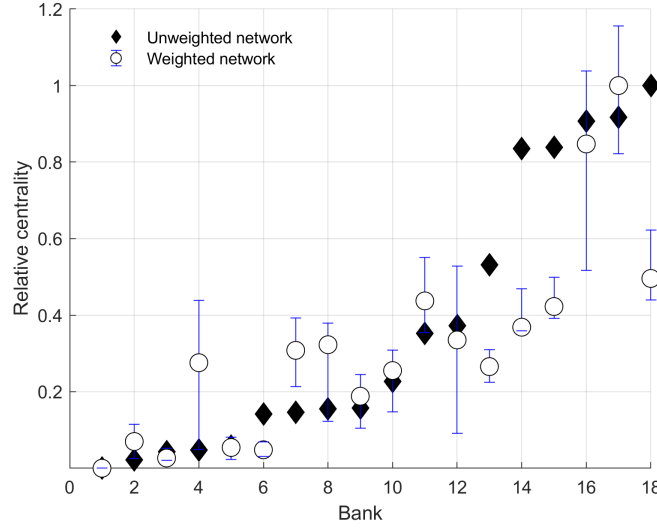 1.2
Unweighted network
Weighted network
1
0.8
0.6
0.4
0.2
Relative centrality
0 2 4 6 8 10 12 14 16 18
Bank